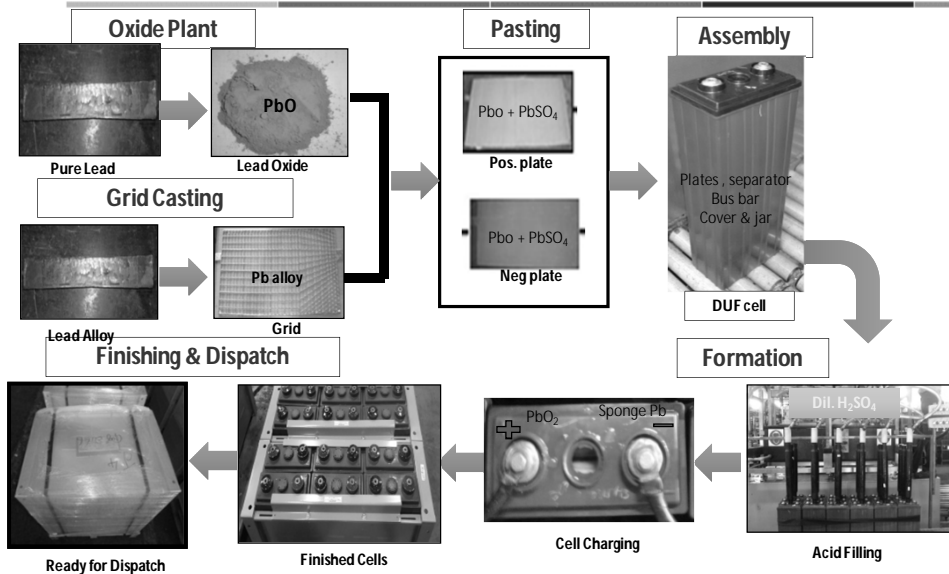 Oxide Plant
Pasting
Assembly
PbO
Pbo + PbSO₄
Pure Lead
Lead Oxide
Pos. plate
Plates , separator
Bus bar
Cover & jar
Grid Casting
Pbo + PbSO₄
Pb alloy
Neg plate
Lead Alloy
Grid
DUF cell
Finishing & Dispatch
Formation
Dil. H₂SO₄
PbO₂
Sponge Pb
Ready for Dispatch
Finished Cells
Cell Charging
Acid Filling